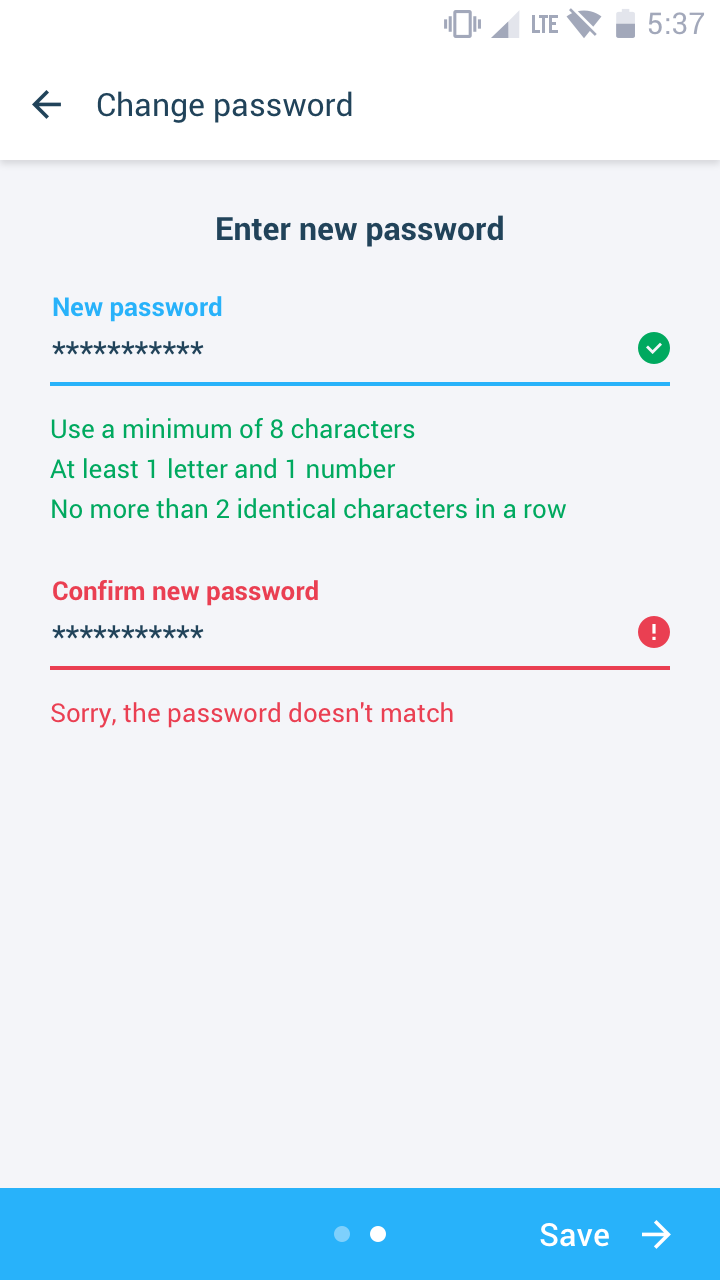 LTE 5:37
Change password
Enter new password
New password
***********
Use a minimum of 8 characters
At least 1 letter and 1 number
No more than 2 identical characters in a row
Confirm new password
***********
Sorry, the password doesn't match
Save